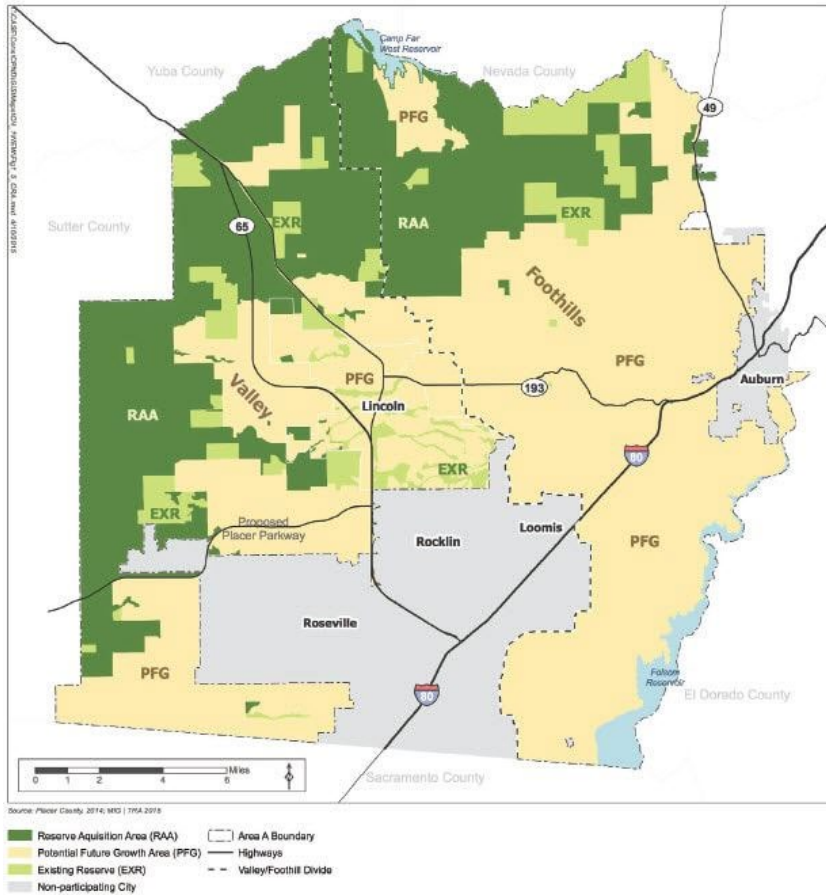 Camp Far
West Reservoir
Yuba County
Nevada County
PFG
49
Sutter County
65
EXR
RAA
EXR
Foothills
PFG
Valley
PFG
193
Auburn
RAA
Lincoln
80
EXR
EXR
Proposed
Placer Parkway
Rocklin
Loomis
PFG
Roseville
PFG
Folsom
Reservoir
80
El Dorado County
Miles
0 1 2 4 6
Sacramento County
Source: Placer County, 2014; MIG | TRA 2015
Reserve Aquisition Area (RAA)
Potential Future Growth Area (PFG)
Existing Reserve (EXR)
Non-participating City
Area A Boundary
Highways
Valley/Foothill Divide